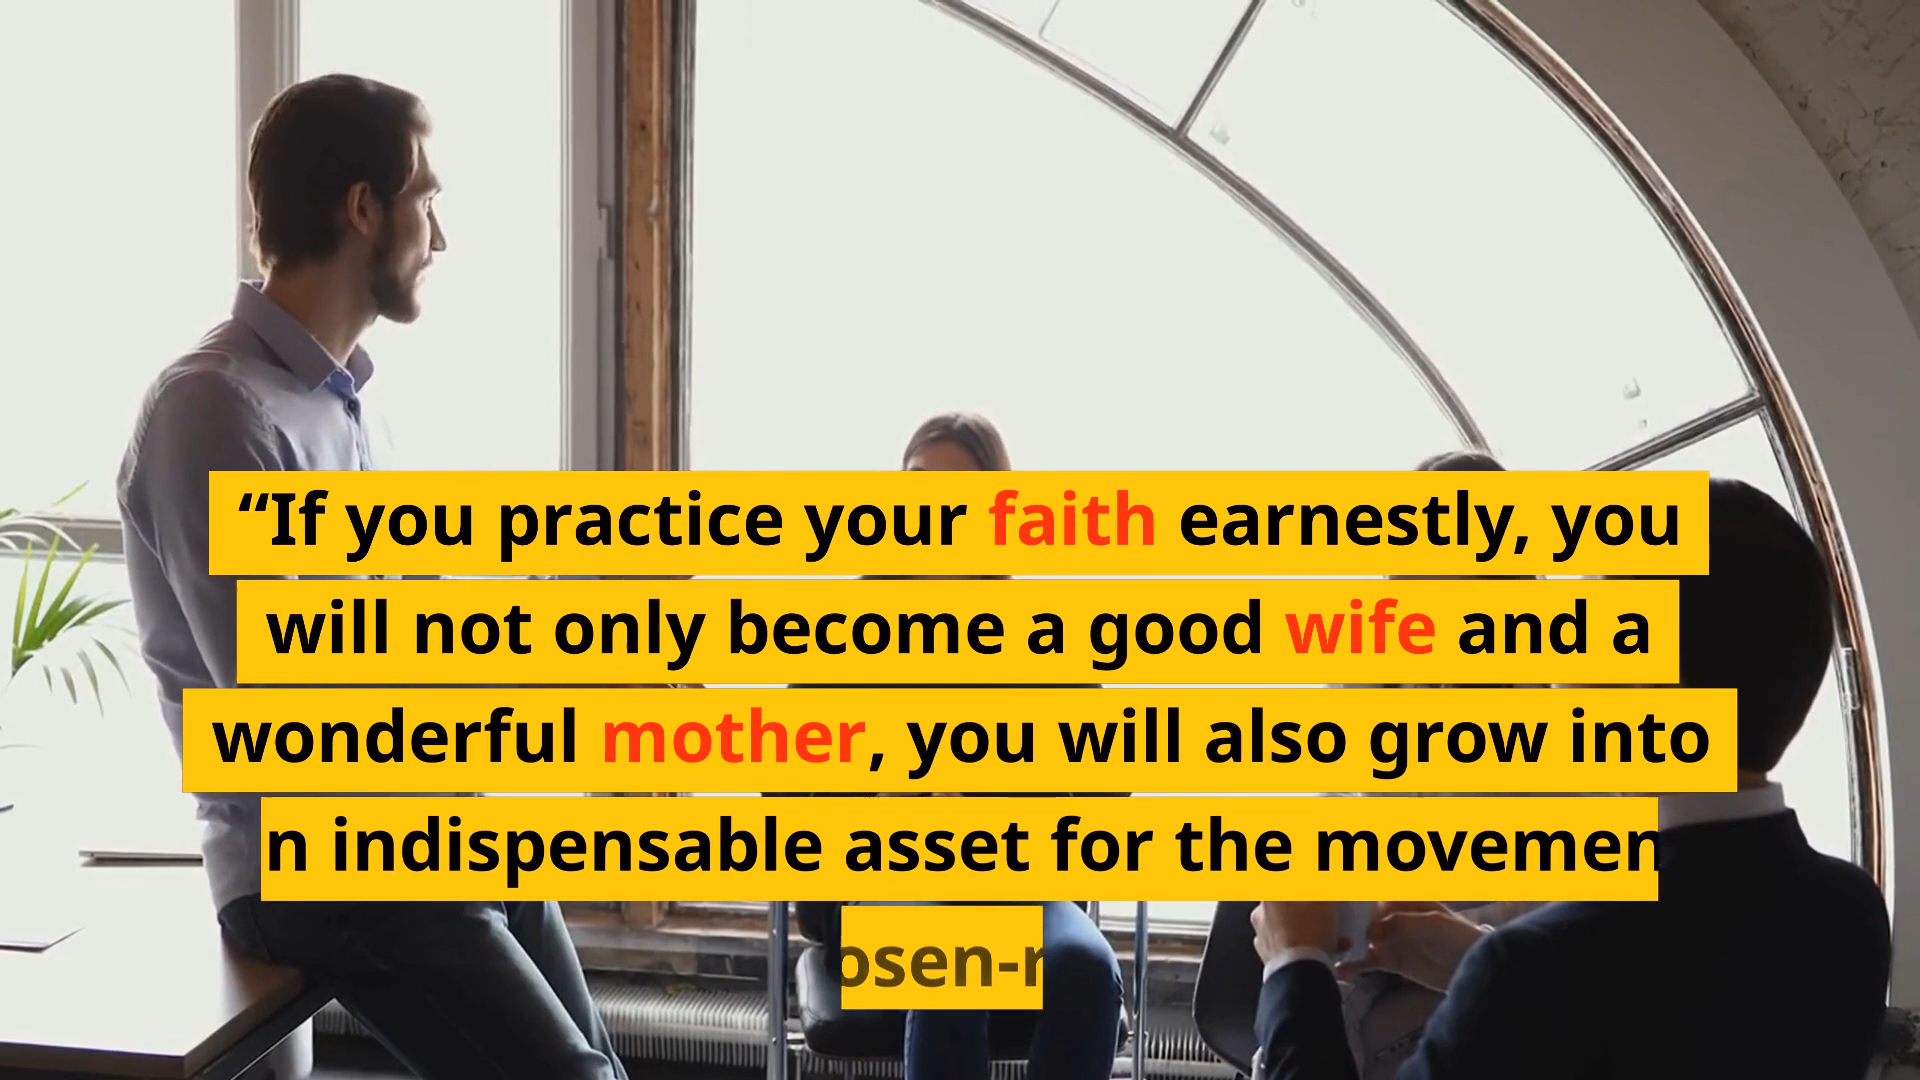 “If you practice your faith earnestly, you
will not only become a good wife and a
wonderful mother, you will also grow into
n indispensable asset for the movemen
osen-r